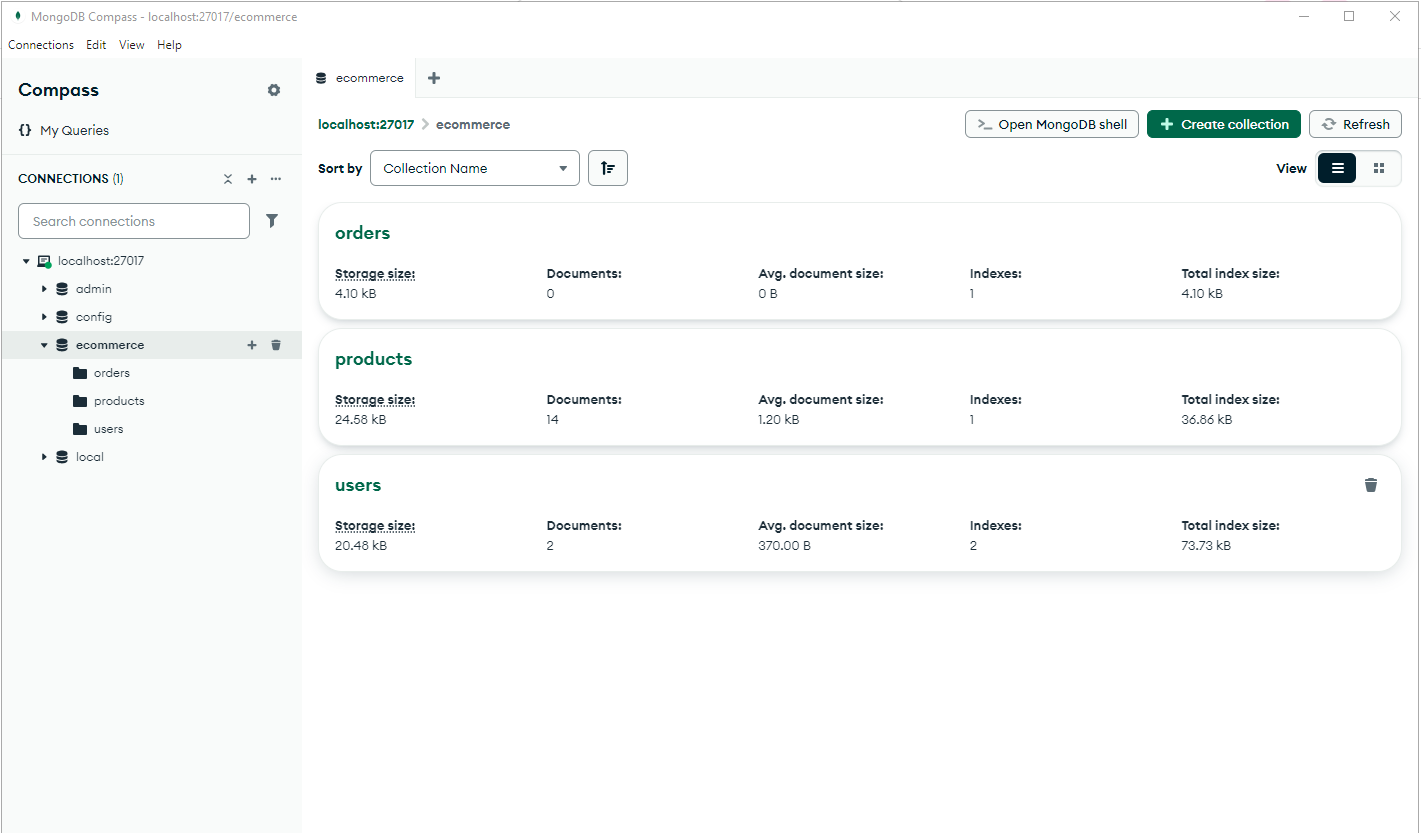 MongoDB Compass - localhost:27017/ecommerce
Connections Edit View Help
Compass
{} My Queries
CONNECTIONS (1)
Search connections
localhost:27017
admin
config
ecommerce
orders
products
users
local
ecommerce
localhost:27017 > ecommerce
>_ Open MongoDB shell
Create collection
Refresh
Sort by Collection Name
View
orders
Storage size: Documents: Avg. document size: Indexes: Total index size:
4.10 kB 0 0 B 1 4.10 kB
products
Storage size: Documents: Avg. document size: Indexes: Total index size:
24.58 kB 14 1.20 kB 1 36.86 kB
users
Storage size: Documents: Avg. document size: Indexes: Total index size:
20.48 kB 2 370.00 B 2 73.73 kB